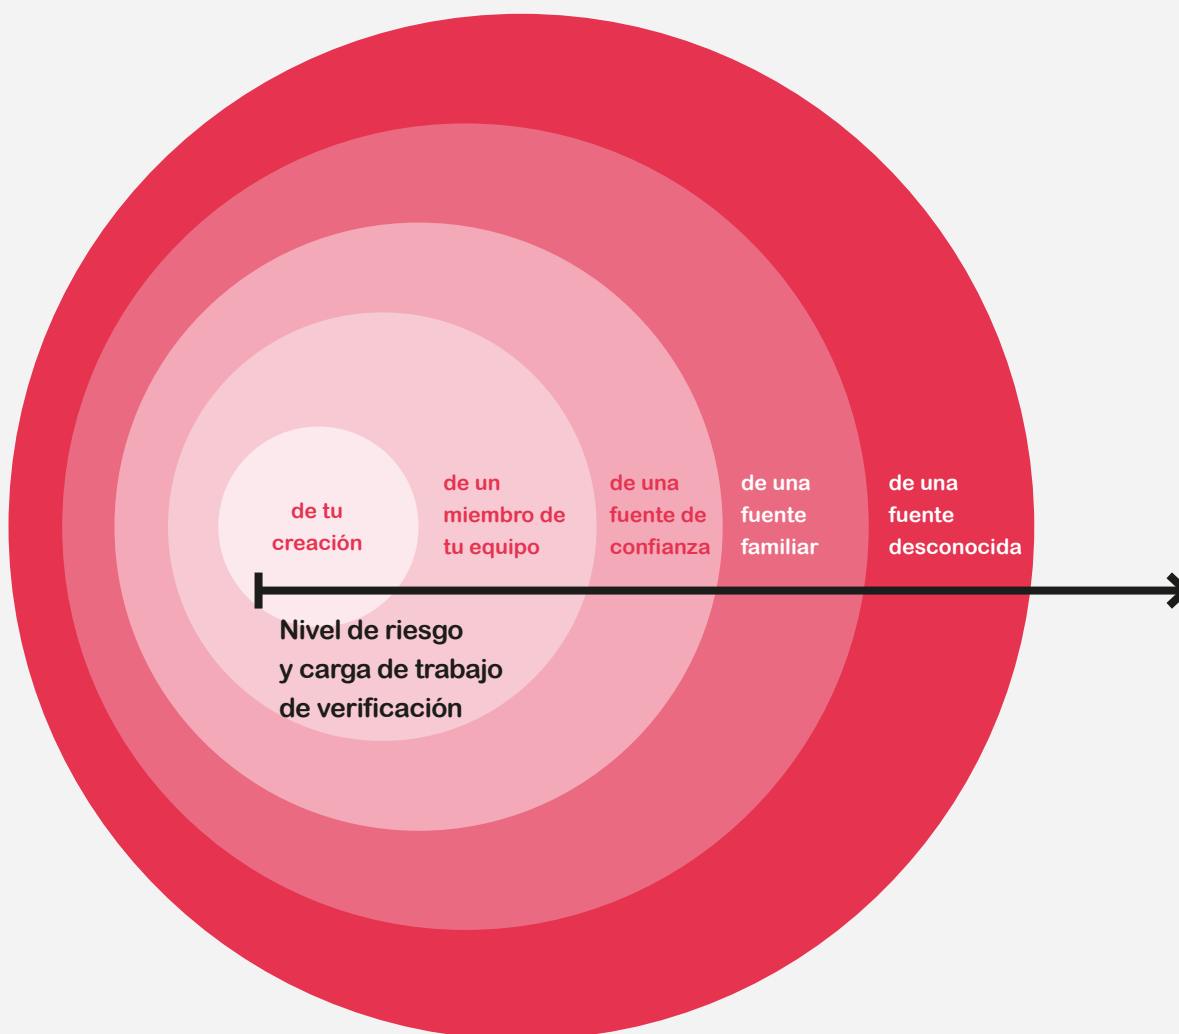 de tu
creación
de un
miembro de
tu equipo
de una
fuente de
confianza
de una
fuente
familiar
de una
fuente
desconocida
Nivel de riesgo
y carga de trabajo
de verificación